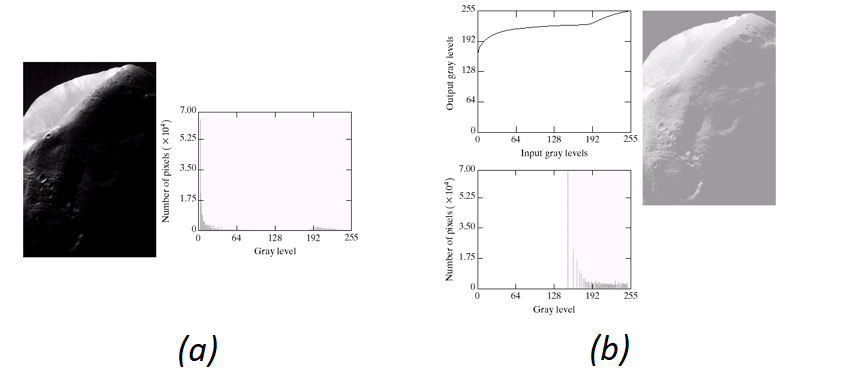 7.00
5.25
3.50
1.75
0
Number of pixels ( × 10⁴)
0 64 128 192 255
Gray level
(a)
255
192
128
64
0
Output gray levels
0 64 128 192 255
Input gray levels
7.00
5.25
3.50
1.75
0
Number of pixels ( × 10⁴)
0 64 128 192 255
Gray level
(b)